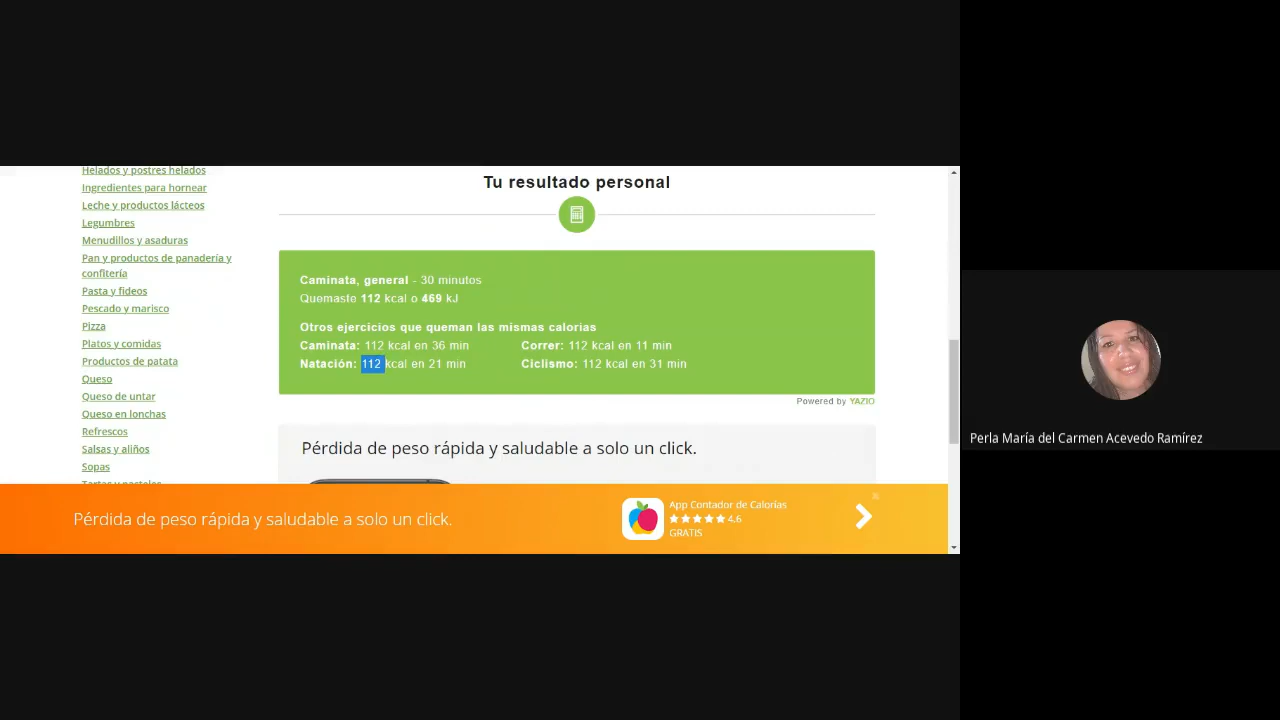 Helados y postres helados
Ingredientes para hornear
Leche y productos lácteos
Legumbres
Menudillos y asaduras
Pan y productos de panadería y
confitería
Pasta y fideos
Pescado y marisco
Pizza
Platos y comidas
Productos de patata
Queso
Queso de untar
Queso en lonchas
Refrescos
Salsas y aliños
Sopas
Tartas y pasteles
Tu resultado personal
Caminata, general - 30 minutos
Quemaste 112 kcal o 469 kJ
Otros ejercicios que queman las mismas calorias
Caminata: 112 kcal en 36 min Correr: 112 kcal en 11 min
Natación: 112 kcal en 21 min Ciclismo: 112 kcal en 31 min
Powered by YAZIO
Pérdida de peso rápida y saludable a solo un click.
Pérdida de peso rápida y saludable a solo un click.
App Contador de Calorías
4.6
GRATIS
Perla María del Carmen Acevedo Ramírez